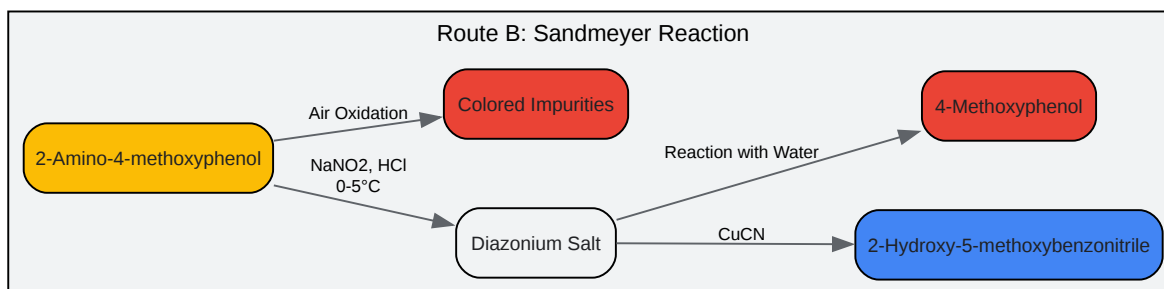 Route B: Sandmeyer Reaction
Colored Impurities
4-Methoxyphenol
Air Oxidation
2-Amino-4-methoxyphenol
Reaction with Water
NaNO2, HCl
0-5°C
Diazonium Salt
CuCN
2-Hydroxy-5-methoxybenzonitrile